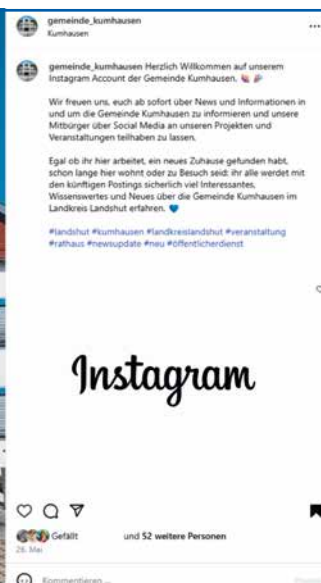 gemeinde_kumhausen
Kumhausen
gemeinde_kumhausen Herzlich Willkommen auf unserem
Instagram Account der Gemeinde Kumhausen.
Wir freuen uns, euch ab sofort über News und Informationen in
und um die Gemeinde Kumhausen zu informieren und unsere
Mitbürger über Social Media an unseren Projekten und
Veranstaltungen teilhaben zu lassen.
Egal ob ihr hier arbeitet, ein neues Zuhause gefunden habt,
schon lange hier wohnt oder zu Besuch seid: ihr alle werdet mit
den künftigen Postings sicherlich viel Interessantes,
Wissenswertes und Neues über die Gemeinde Kumhausen im
Landkreis Landshut erfahren. 💙
#landshut #kumhausen #landkreislandshut #veranstaltung
#rathaus #newsupdate #neu #öffentlicherdienst
Instagram
Gefällt und 52 weitere Personen
26. Mai
Kommentieren ...